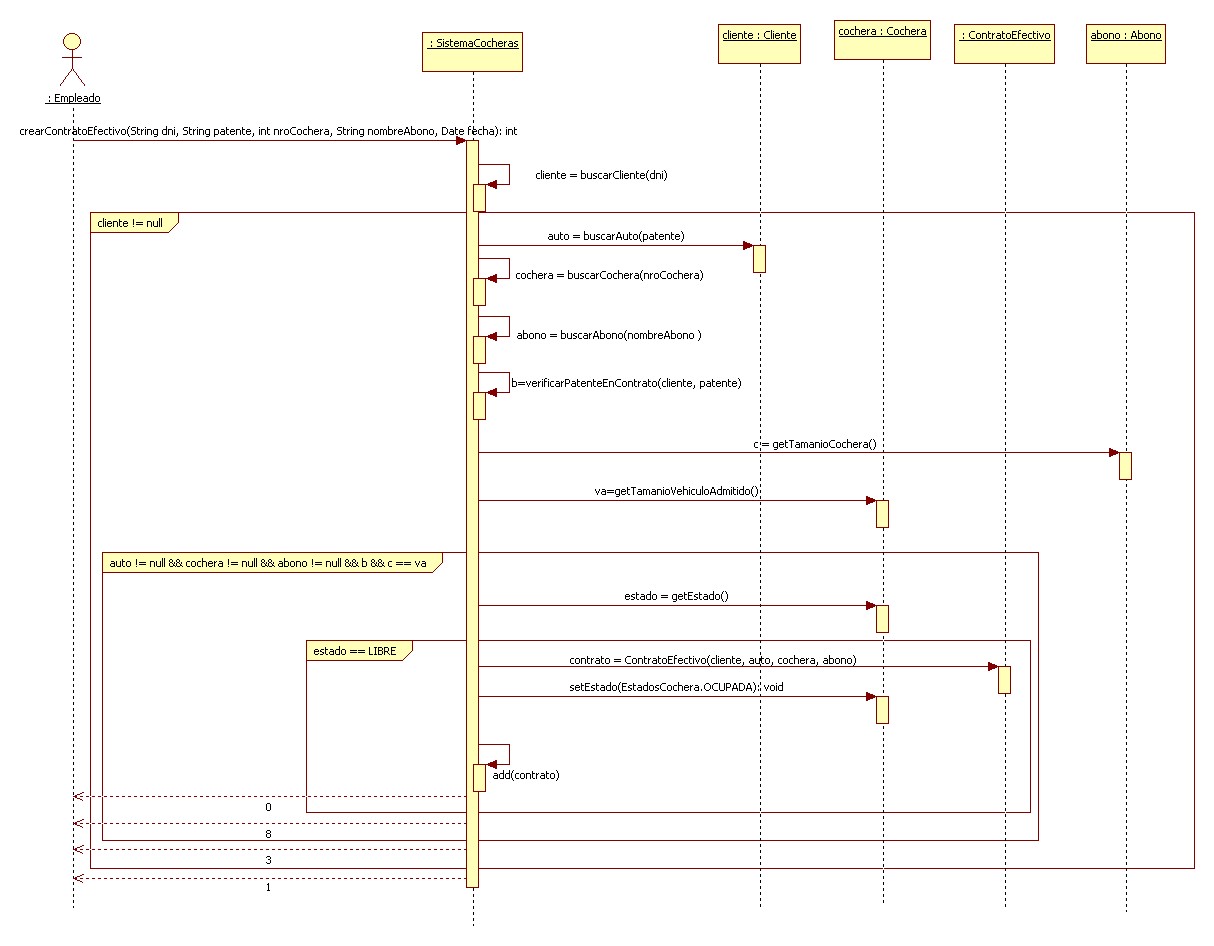 : SistemaCocheras
cliente : Cliente
cochera : Cochera
: ContratoEfectivo
abono : Abono
: Empleado
crearContratoEfectivo(String dni, String patente, int nroCochera, String nombreAbono, Date fecha): int
cliente = buscarCliente(dni)
cliente != null
auto = buscarAuto(patente)
cochera = buscarCochera(nroCochera)
abono = buscarAbono(nombreAbono )
b=verificarPatenteEnContrato(cliente, patente)
c = getTamanioCochera()
va=getTamanioVehiculoAdmitido()
auto != null && cochera != null && abono != null && b && c == va
estado = getEstado()
estado == LIBRE
contrato = ContratoEfectivo(cliente, auto, cochera, abono)
setEstado(EstadosCochera.OCUPADA): void
add(contrato)
0
8
3
1